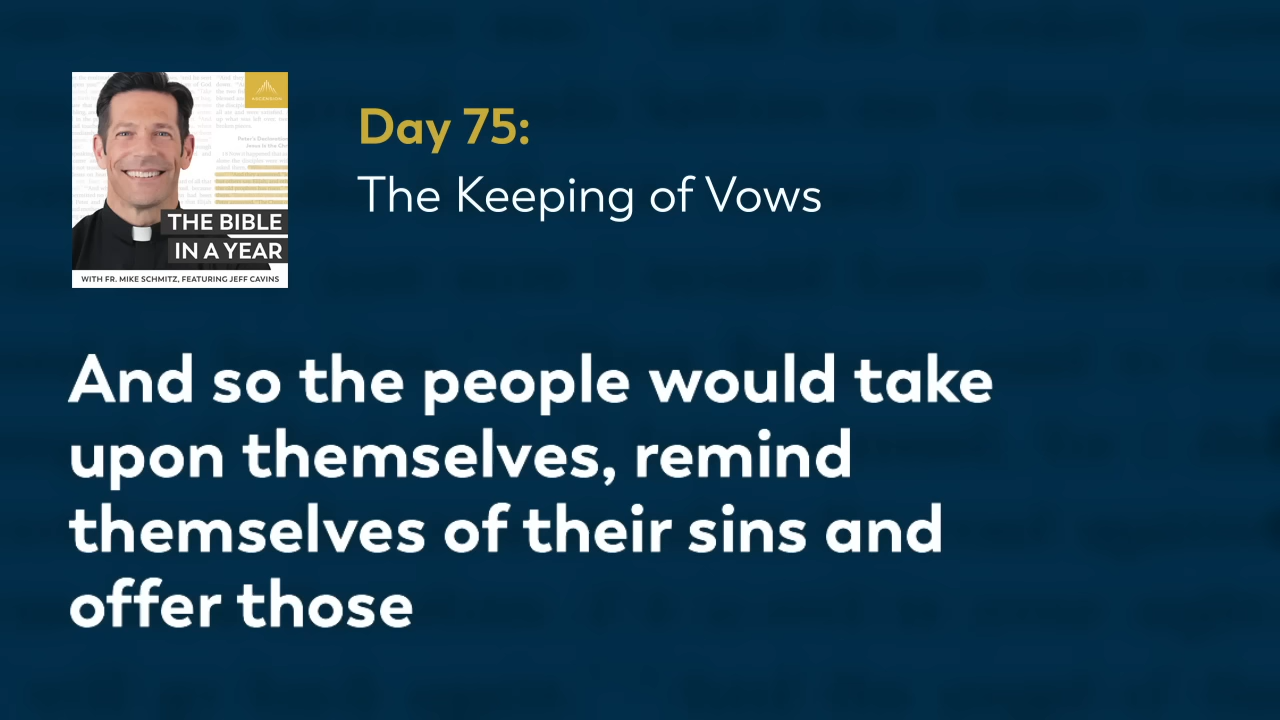 ASCENSION
THE BIBLE
IN A YEAR
WITH FR. MIKE SCHMITZ, FEATURING JEFF CAVINS
Day 75:
The Keeping of Vows
And so the people would take
upon themselves, remind
themselves of their sins and
offer those